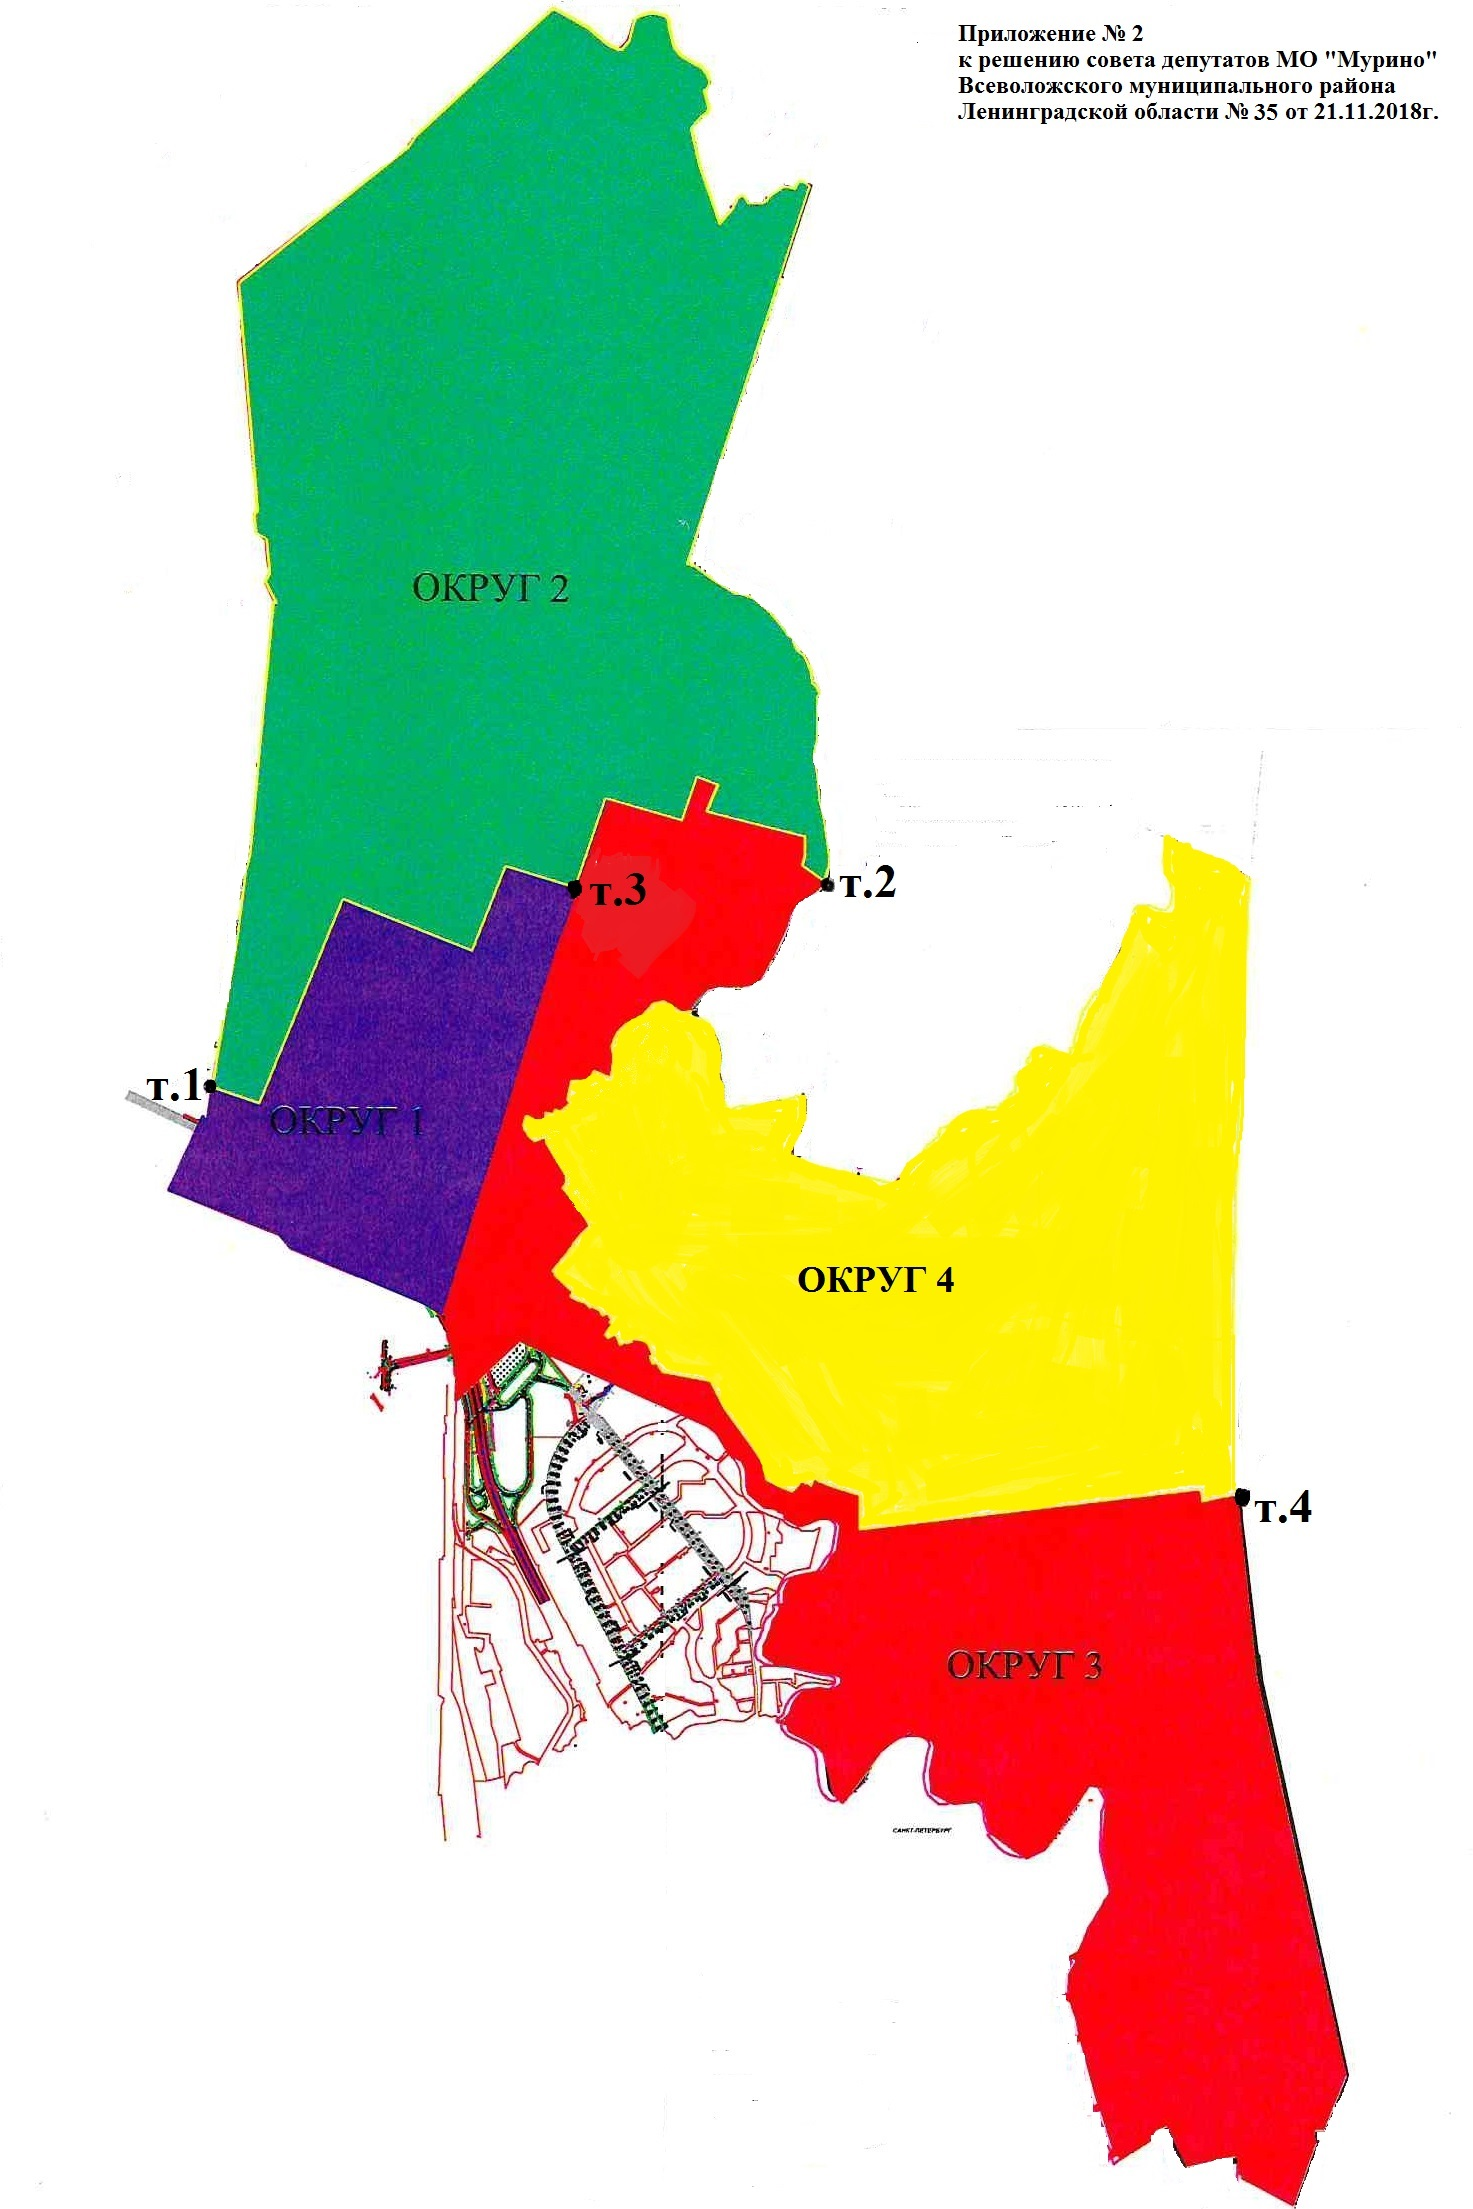 Приложение № 2
к решению совета депутатов МО "Мурино"
Всеволожского муниципального района
Ленинградской области № 35 от 21.11.2018г.
ОКРУГ 2
т.3
т.2
т.1
ОКРУГ 1
ОКРУГ 4
т.4
ОКРУГ 3
САНКТ-ПЕТЕРБУРГ